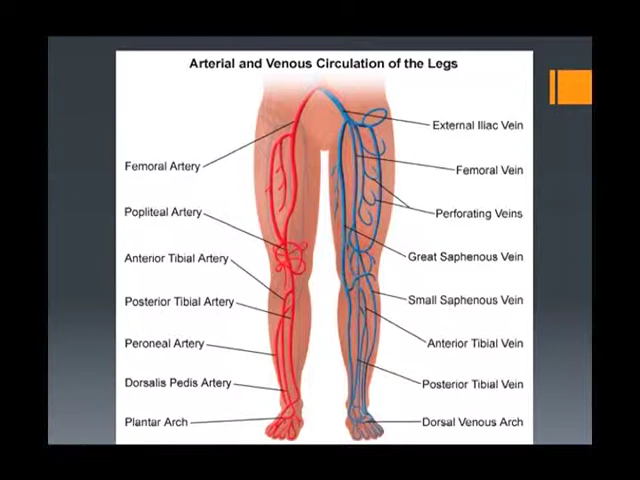 Arterial and Venous Circulation of the Legs
External Iliac Vein
Femoral Artery
Femoral Vein
Popliteal Artery
Perforating Veins
Anterior Tibial Artery
Great Saphenous Vein
Posterior Tibial Artery
Small Saphenous Vein
Peroneal Artery
Anterior Tibial Vein
Dorsalis Pedis Artery
Posterior Tibial Vein
Plantar Arch
Dorsal Venous Arch